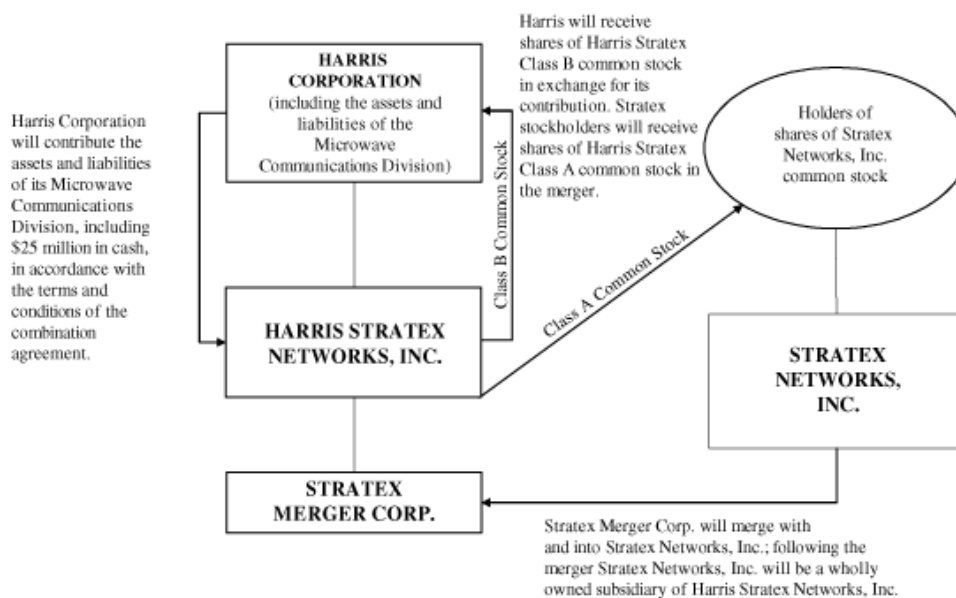 Harris will receive
shares of Harris Stratex
Class B common stock
in exchange for its
contribution. Stratex
stockholders will receive
shares of Harris Stratex
Class A common stock in
the merger.
HARRIS
CORPORATION
(including the assets and
liabilities of the
Microwave
Communications Division)
Harris Corporation
will contribute the
assets and liabilities
of its Microwave
Communications
Division, including
$25 million in cash,
in accordance with
the terms and
conditions of the
combination
agreement.
Holders of
shares of Stratex
Networks, Inc.
common stock
Class B Common Stock
Class A Common Stock
HARRIS STRATEX
NETWORKS, INC.
STRATEX
NETWORKS,
INC.
STRATEX
MERGER CORP.
Stratex Merger Corp. will merge with
and into Stratex Networks, Inc.; following the
merger Stratex Networks, Inc. will be a wholly
owned subsidiary of Harris Stratex Networks, Inc.